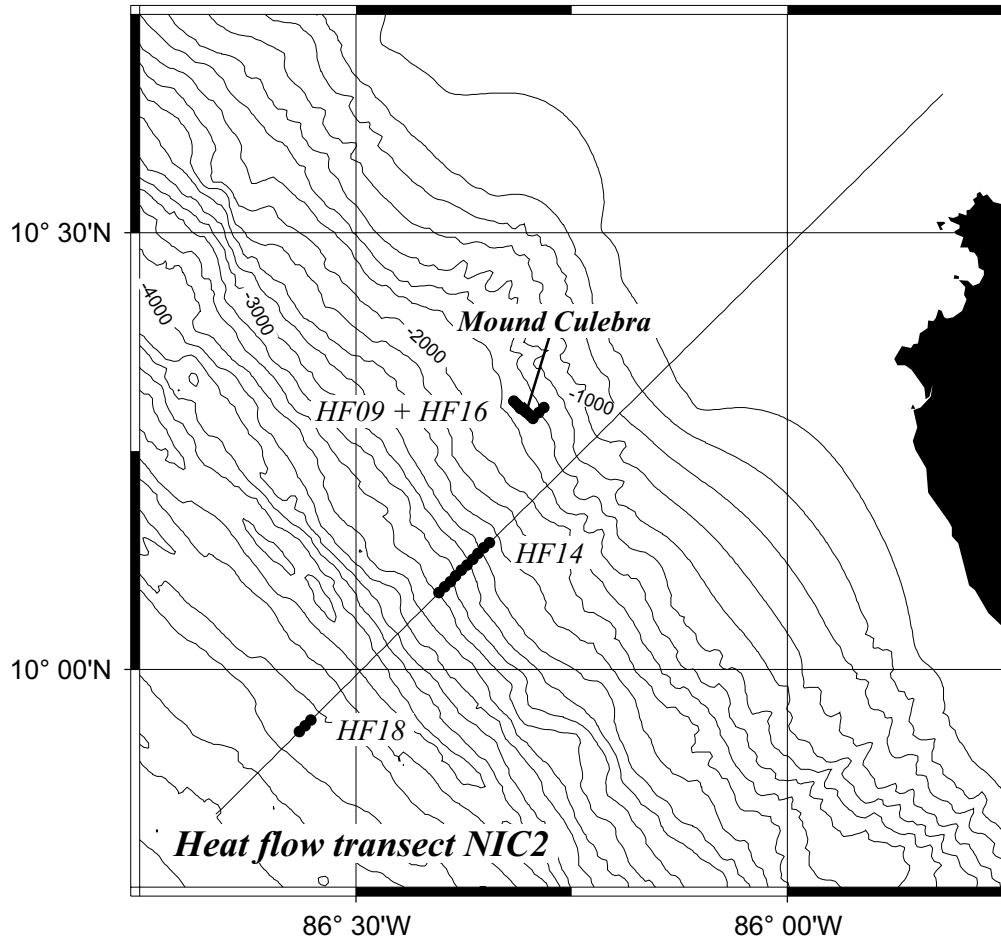 10° 30'N
-4000
-3000
Mound Culebra
-2000
-1000
HF09 + HF16
HF14
10° 00'N
HF18
Heat flow transect NIC2
86° 30'W
86° 00'W